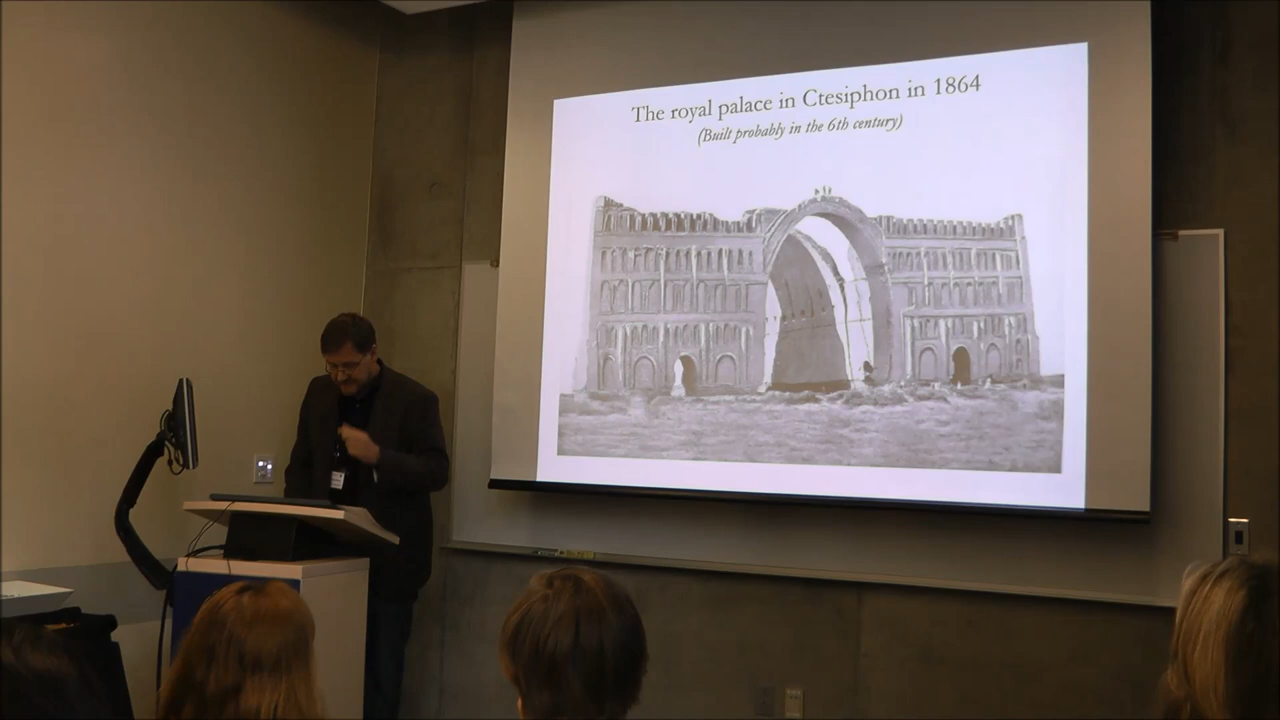 The royal palace in Ctesiphon in 1864
(Built probably in the 6th century)